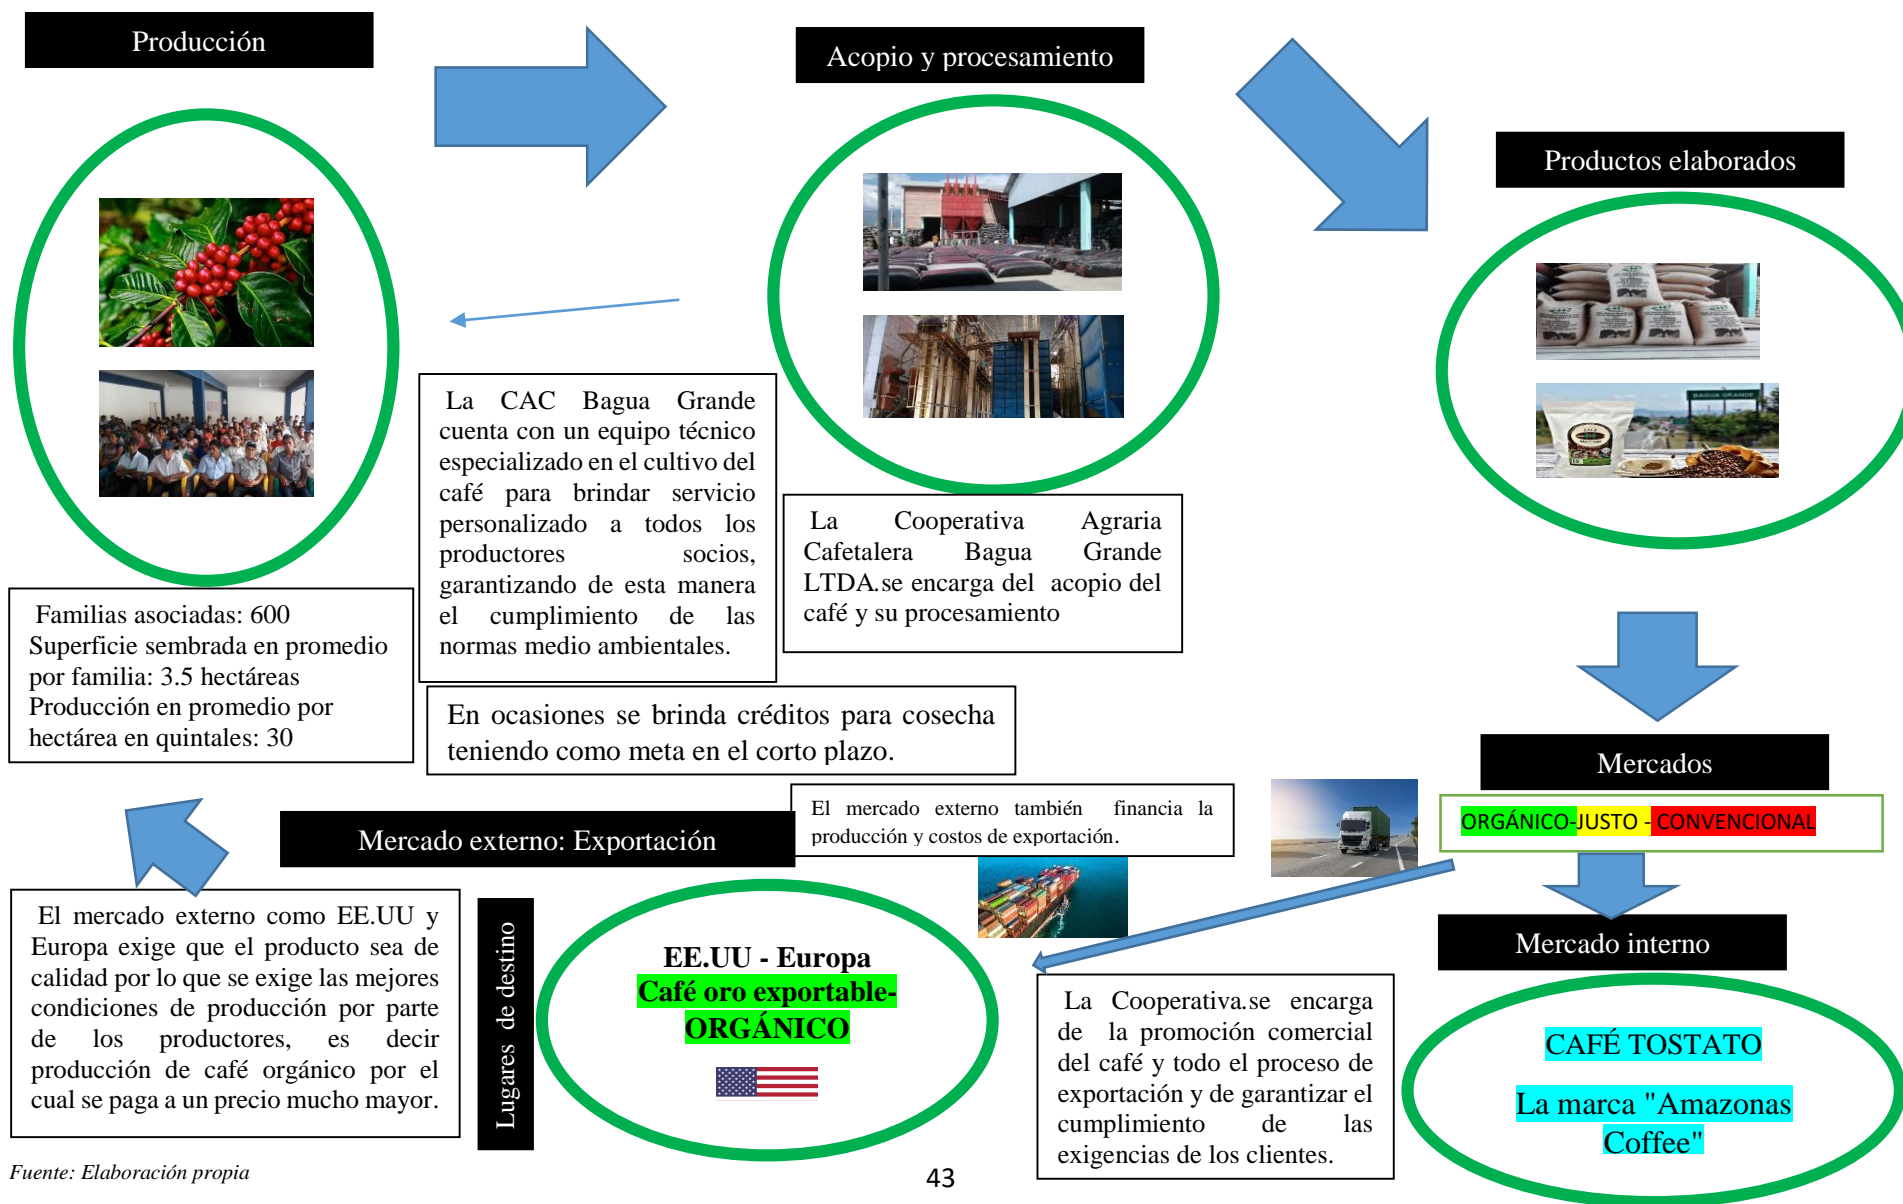 Producción
Acopio y procesamiento
Productos elaborados
BAGUA GRANDE
La CAC Bagua Grande
cuenta con un equipo técnico
especializado en el cultivo del
café para brindar servicio
personalizado a todos los
productores socios,
garantizando de esta manera
el cumplimiento de las
normas medio ambientales.
La Cooperativa Agraria
Cafetalera Bagua Grande
LTDA.se encarga del acopio del
café y su procesamiento
Familias asociadas: 600
Superficie sembrada en promedio
por familia: 3.5 hectáreas
Producción en promedio por
hectárea en quintales: 30
En ocasiones se brinda créditos para cosecha
teniendo como meta en el corto plazo.
Mercados
ORGÁNICO-JUSTO - CONVENCIONAL
El mercado externo también financia la
producción y costos de exportación.
Mercado externo: Exportación
El mercado externo como EE.UU y
Europa exige que el producto sea de
calidad por lo que se exige las mejores
condiciones de producción por parte
de los productores, es decir
producción de café orgánico por el
cual se paga a un precio mucho mayor.
Lugares de destino
EE.UU - Europa
Café oro exportable-
ORGÁNICO
La Cooperativa.se encarga
de la promoción comercial
del café y todo el proceso de
exportación y de garantizar el
cumplimiento de las
exigencias de los clientes.
Mercado interno
CAFÉ TOSTATO
La marca "Amazonas
Coffee"
Fuente: Elaboración propia
43